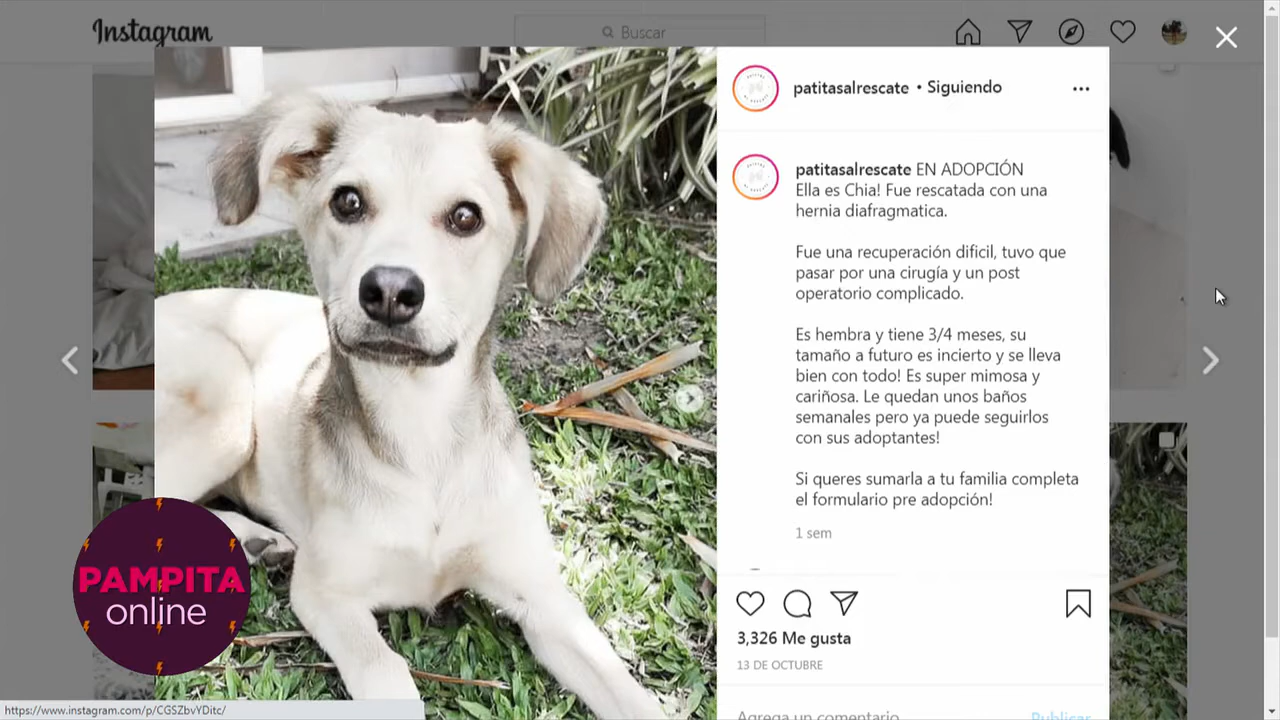 Instagram
Buscar
patitasalrescate • Siguiendo
patitasalrescate EN ADOPCIÓN
Ella es Chia! Fue rescatada con una
hernia diafragmatica.
Fue una recuperación dificil, tuvo que
pasar por una cirugía y un post
operatorio complicado.
Es hembra y tiene 3/4 meses, su
tamaño a futuro es incierto y se lleva
bien con todo! Es super mimosa y
cariñosa. Le quedan unos baños
semanales pero ya puede seguirlos
con sus adoptantes!
Si queres sumarla a tu familia completa
el formulario pre adopción!
1 sem
3,326 Me gusta
13 DE OCTUBRE
Agrega un comentario
Publicar
PAMPITA
online
https://www.instagram.com/p/CGSZbvYDitc/